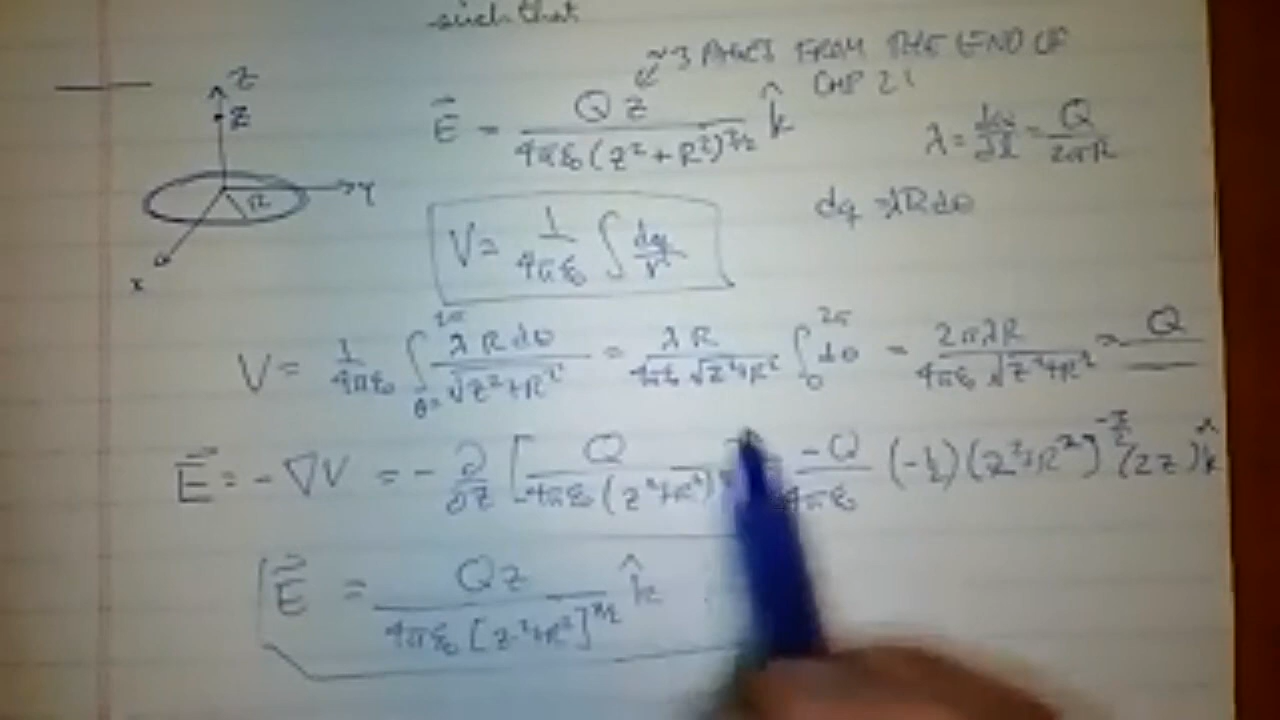 such that
~3 PAGES FROM THE END OF
CHP 21
z
z
R
y
x
E⃗ = Qz / 4πε₀(z²+R²)^3/2 k̂
λ = dq/dl = Q/2πR
dq = λRdθ
V = 1/4πε₀ ∫ dq/r
V = 1/4πε₀ ∫_θ=^2π λRdθ/√z²+R² = λR/4πε₀√z²+R² ∫_0^2π dθ = 2πλR/4πε₀√z²+R² = Q
E⃗ = -∇V = -∂/∂z [Q/4πε₀(z²+R²) -Q/4πε₀ (-½)(z²+R²)^-3/2 (2z) k̂
E⃗ = Qz / 4πε₀[z²+R²]^3/2 k̂